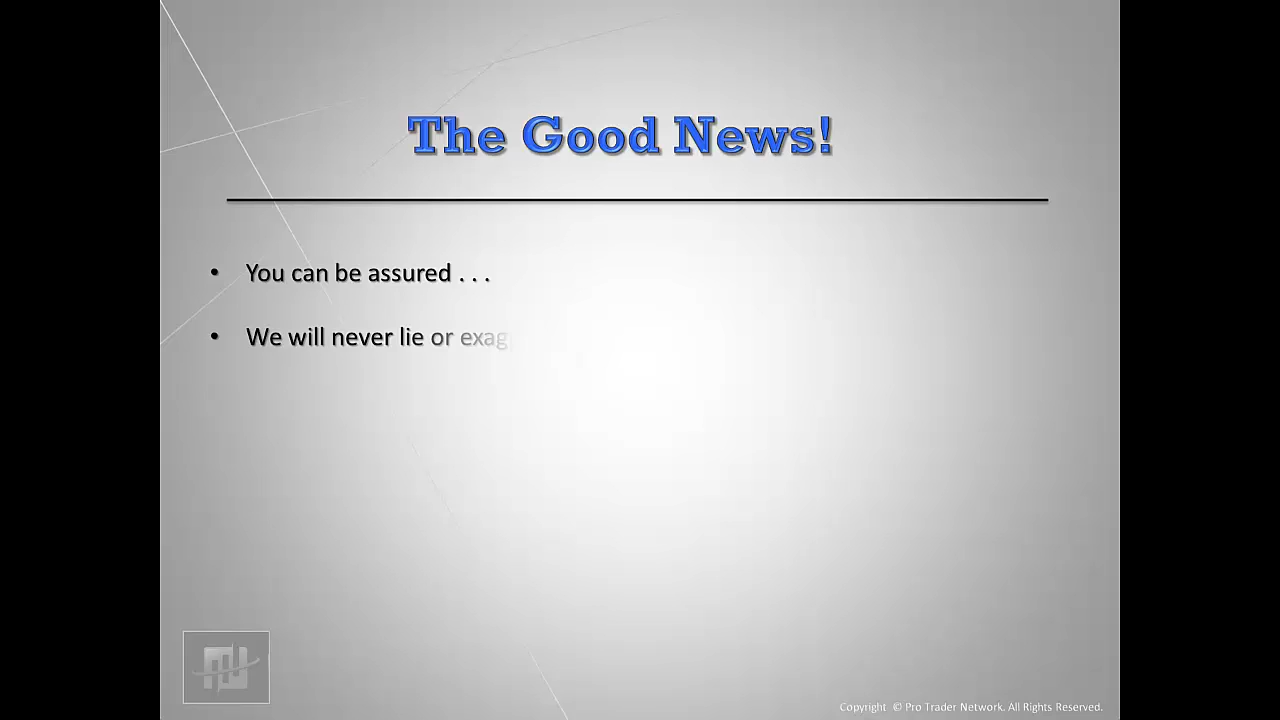 The Good News!
• You can be assured . . .
• We will never lie or exag
Copyright © Pro Trader Network. All Rights Reserved.